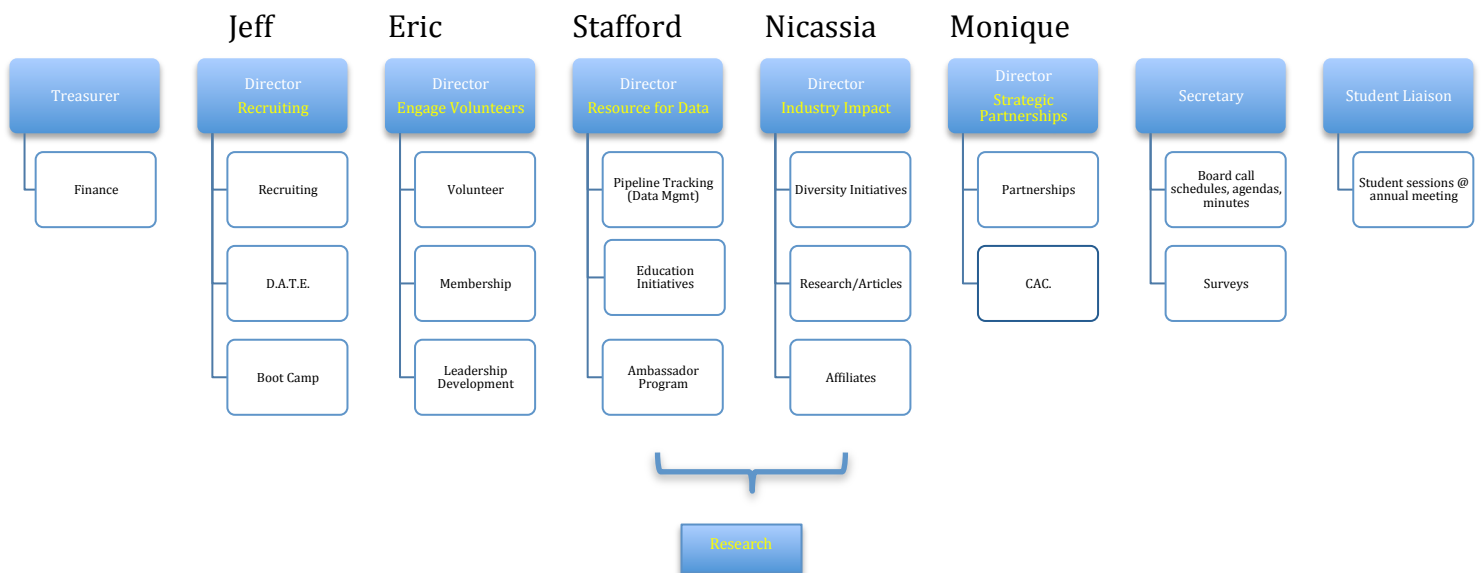 Jeff
Eric
Stafford
Nicassia
Monique
Treasurer
Finance
Director
Recruiting
Recruiting
D.A.T.E.
Boot Camp
Director
Engage Volunteers
Volunteer
Membership
Leadership
Development
Director
Resource for Data
Pipeline Tracking
(Data Mgmt)
Education
Initiatives
Ambassador
Program
Director
Industry Impact
Diversity Initiatives
Research/Articles
Affiliates
Director
Strategic
Partnerships
Partnerships
CAC.
Secretary
Board call
schedules, agendas,
minutes
Surveys
Student Liaison
Student sessions @
annual meeting
Research